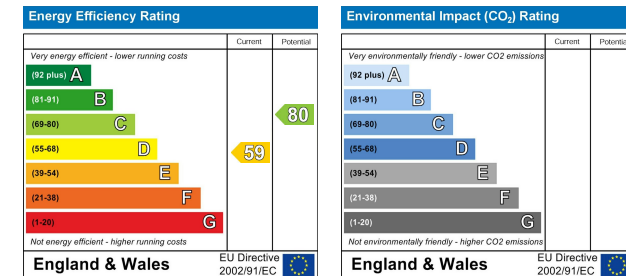 Energy Efficiency Rating
Current Potential
Very energy efficient - lower running costs
(92 plus) A
(81-91) B
(69-80) C
(55-68) D
(39-54) E
(21-38) F
(1-20) G
59
80
Not energy efficient - higher running costs
England & Wales
EU Directive
2002/91/EC
Environmental Impact (CO₂) Rating
Current Potential
Very environmentally friendly - lower CO2 emissions
(92 plus) A
(81-91) B
(69-80) C
(55-68) D
(39-54) E
(21-38) F
(1-20) G
Not environmentally friendly - higher CO2 emissions
England & Wales
EU Directive
2002/91/EC